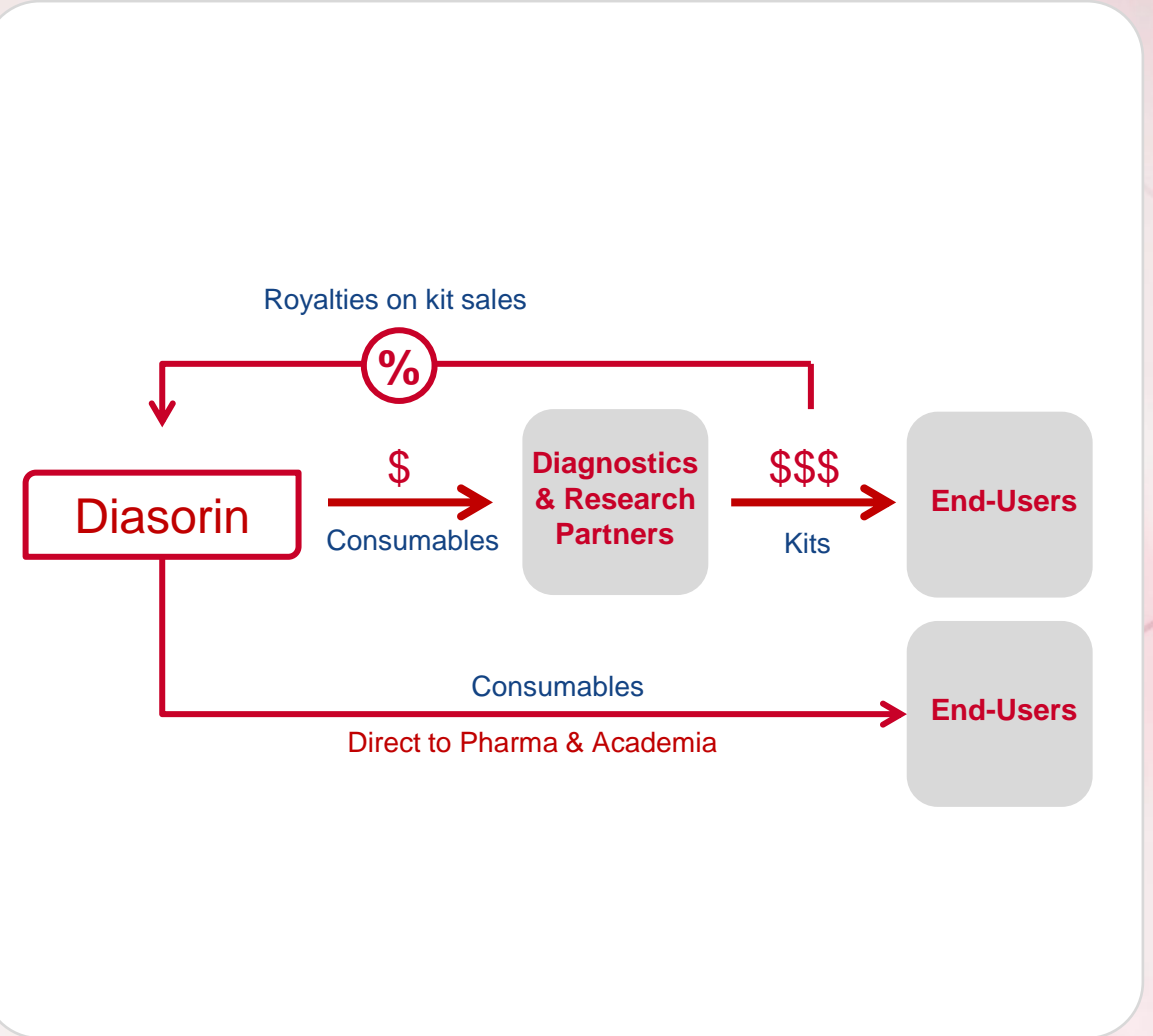 Royalties on kit sales
%
Diasorin
$
Consumables
Diagnostics
& Research
Partners
$$$
Kits
End-Users
Consumables
Direct to Pharma & Academia
End-Users